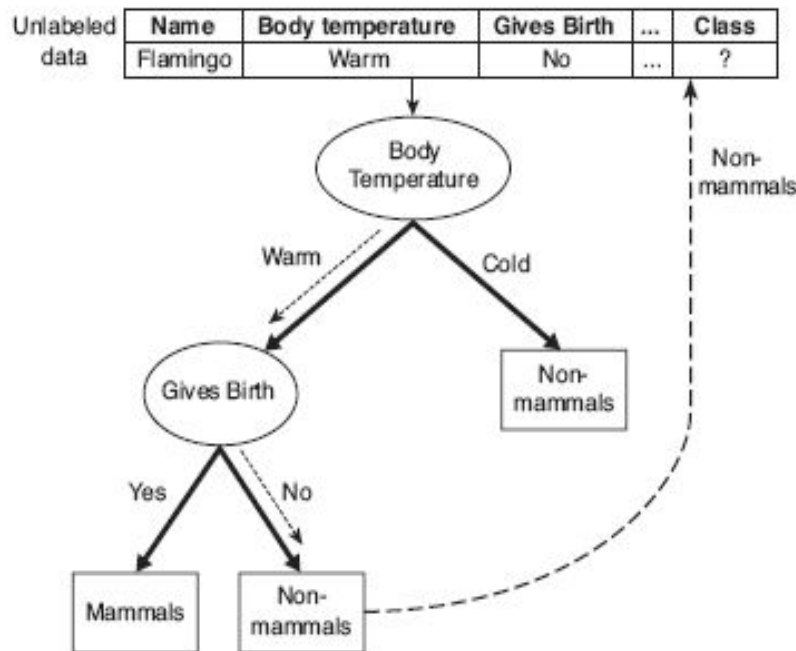 Unlabeled data
Name Body temperature Gives Birth ... Class
Flamingo Warm No ... ?
Body
Temperature
Non-
mammals
Warm
Cold
Gives Birth
Non-
mammals
Yes
No
Mammals
Non-
mammals